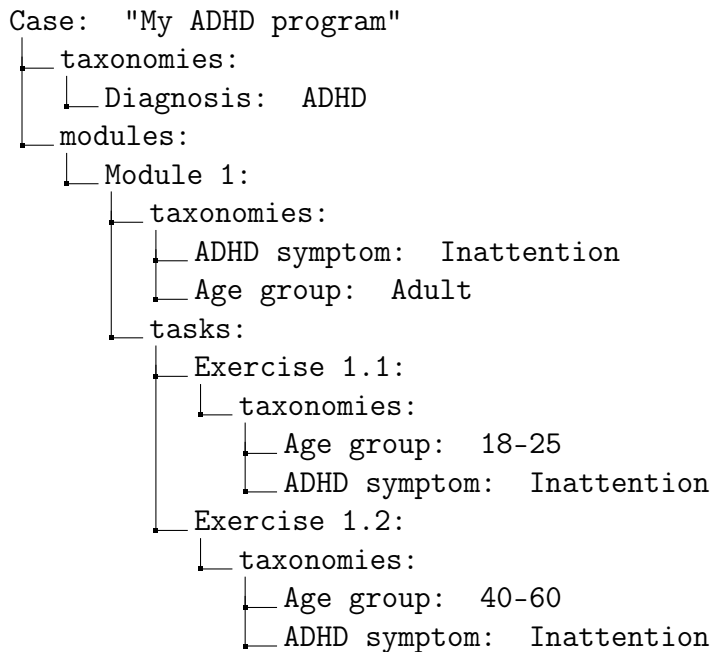 Case: "My ADHD program"
taxonomies:
Diagnosis: ADHD
modules:
Module 1:
taxonomies:
ADHD symptom: Inattention
Age group: Adult
tasks:
Exercise 1.1:
taxonomies:
Age group: 18-25
ADHD symptom: Inattention
Exercise 1.2:
taxonomies:
Age group: 40-60
ADHD symptom: Inattention